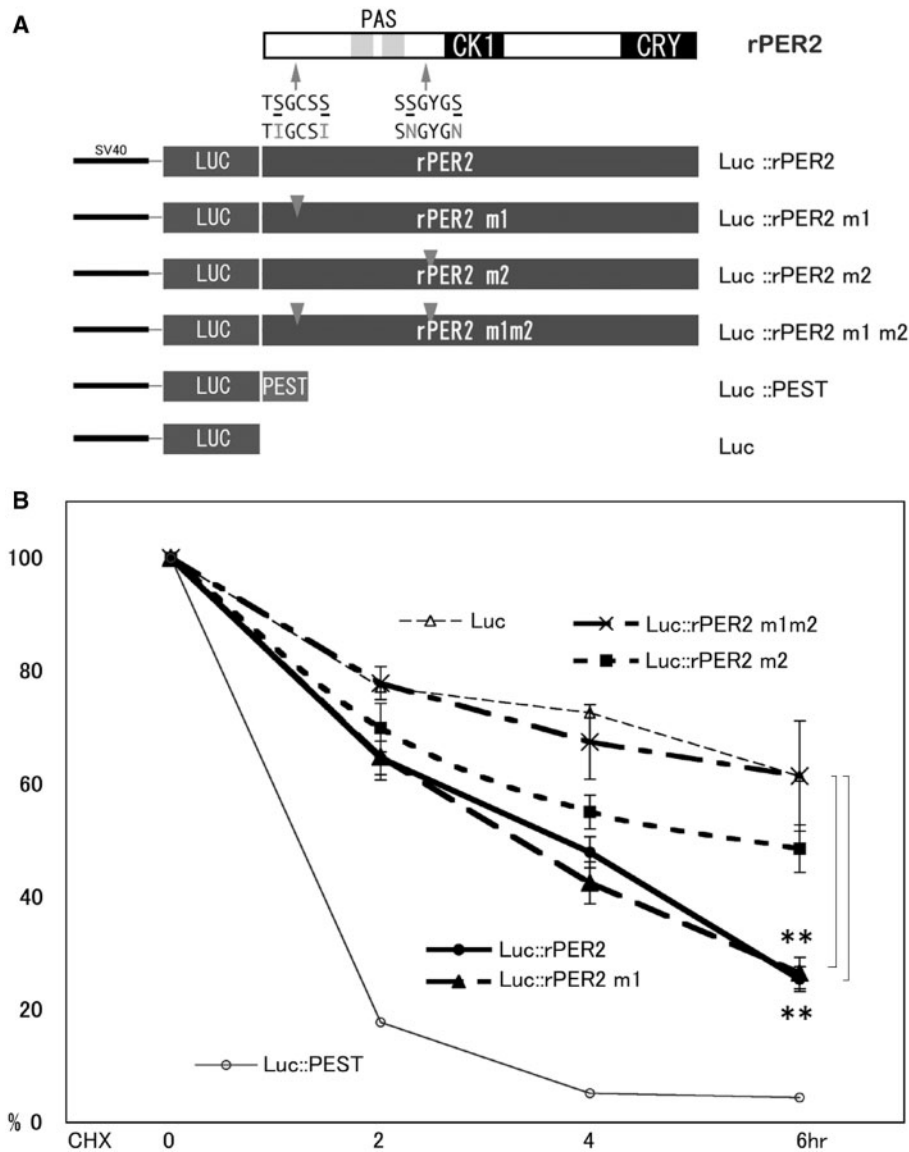 A
PAS
CK1 CRY rPER2
TSGCSS SSGYGS
TIGCSI SNGYGN
SV40 LUC rPER2 Luc ::rPER2
LUC rPER2 m1 Luc ::rPER2 m1
LUC rPER2 m2 Luc ::rPER2 m2
LUC rPER2 m1m2 Luc ::rPER2 m1 m2
LUC PEST Luc ::PEST
LUC Luc
B
100
80
60
40
20
% 0
Luc
Luc::rPER2 m1m2
Luc::rPER2 m2
**
Luc::rPER2
Luc::rPER2 m1
**
Luc::PEST
CHX 0 2 4 6hr